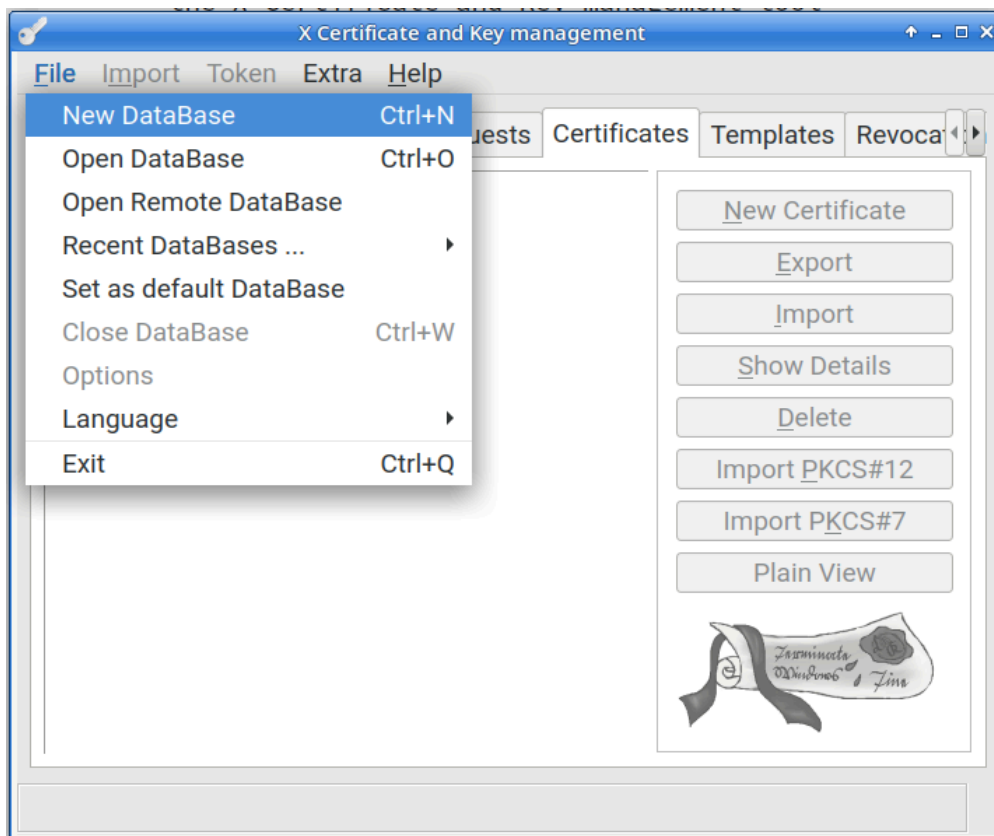 X Certificate and Key management
File Import Token Extra Help
New DataBase Ctrl+N
Open DataBase Ctrl+O
Open Remote DataBase
Recent DataBases ...
Set as default DataBase
Close DataBase Ctrl+W
Options
Language
Exit Ctrl+Q
uests Certificates Templates Revoca
New Certificate
Export
Import
Show Details
Delete
Import PKCS#12
Import PKCS#7
Plain View